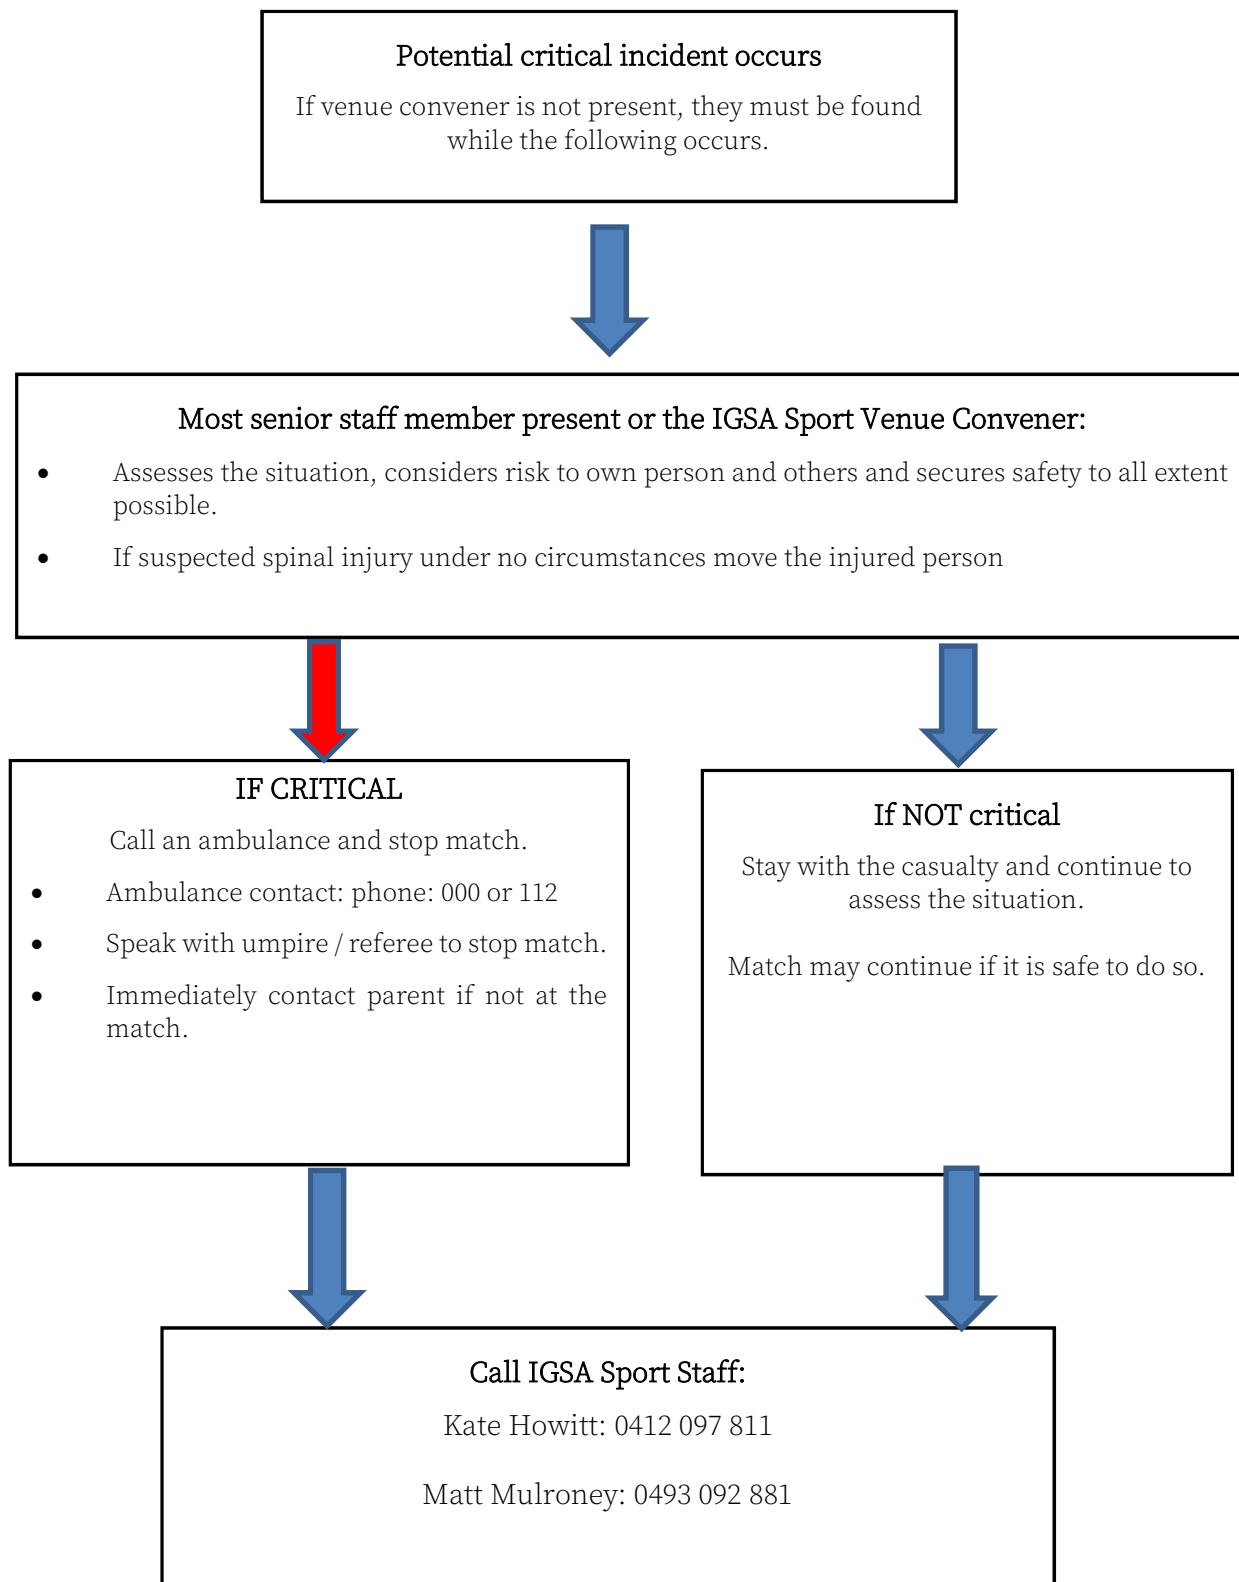 Potential critical incident occurs
If venue convener is not present, they must be found
while the following occurs.
Most senior staff member present or the IGSA Sport Venue Convener:
• Assesses the situation, considers risk to own person and others and secures safety to all extent
possible.
• If suspected spinal injury under no circumstances move the injured person
IF CRITICAL
Call an ambulance and stop match.
• Ambulance contact: phone: 000 or 112
• Speak with umpire / referee to stop match.
• Immediately contact parent if not at the
match.
If NOT critical
Stay with the casualty and continue to
assess the situation.
Match may continue if it is safe to do so.
Call IGSA Sport Staff:
Kate Howitt: 0412 097 811
Matt Mulroney: 0493 092 881